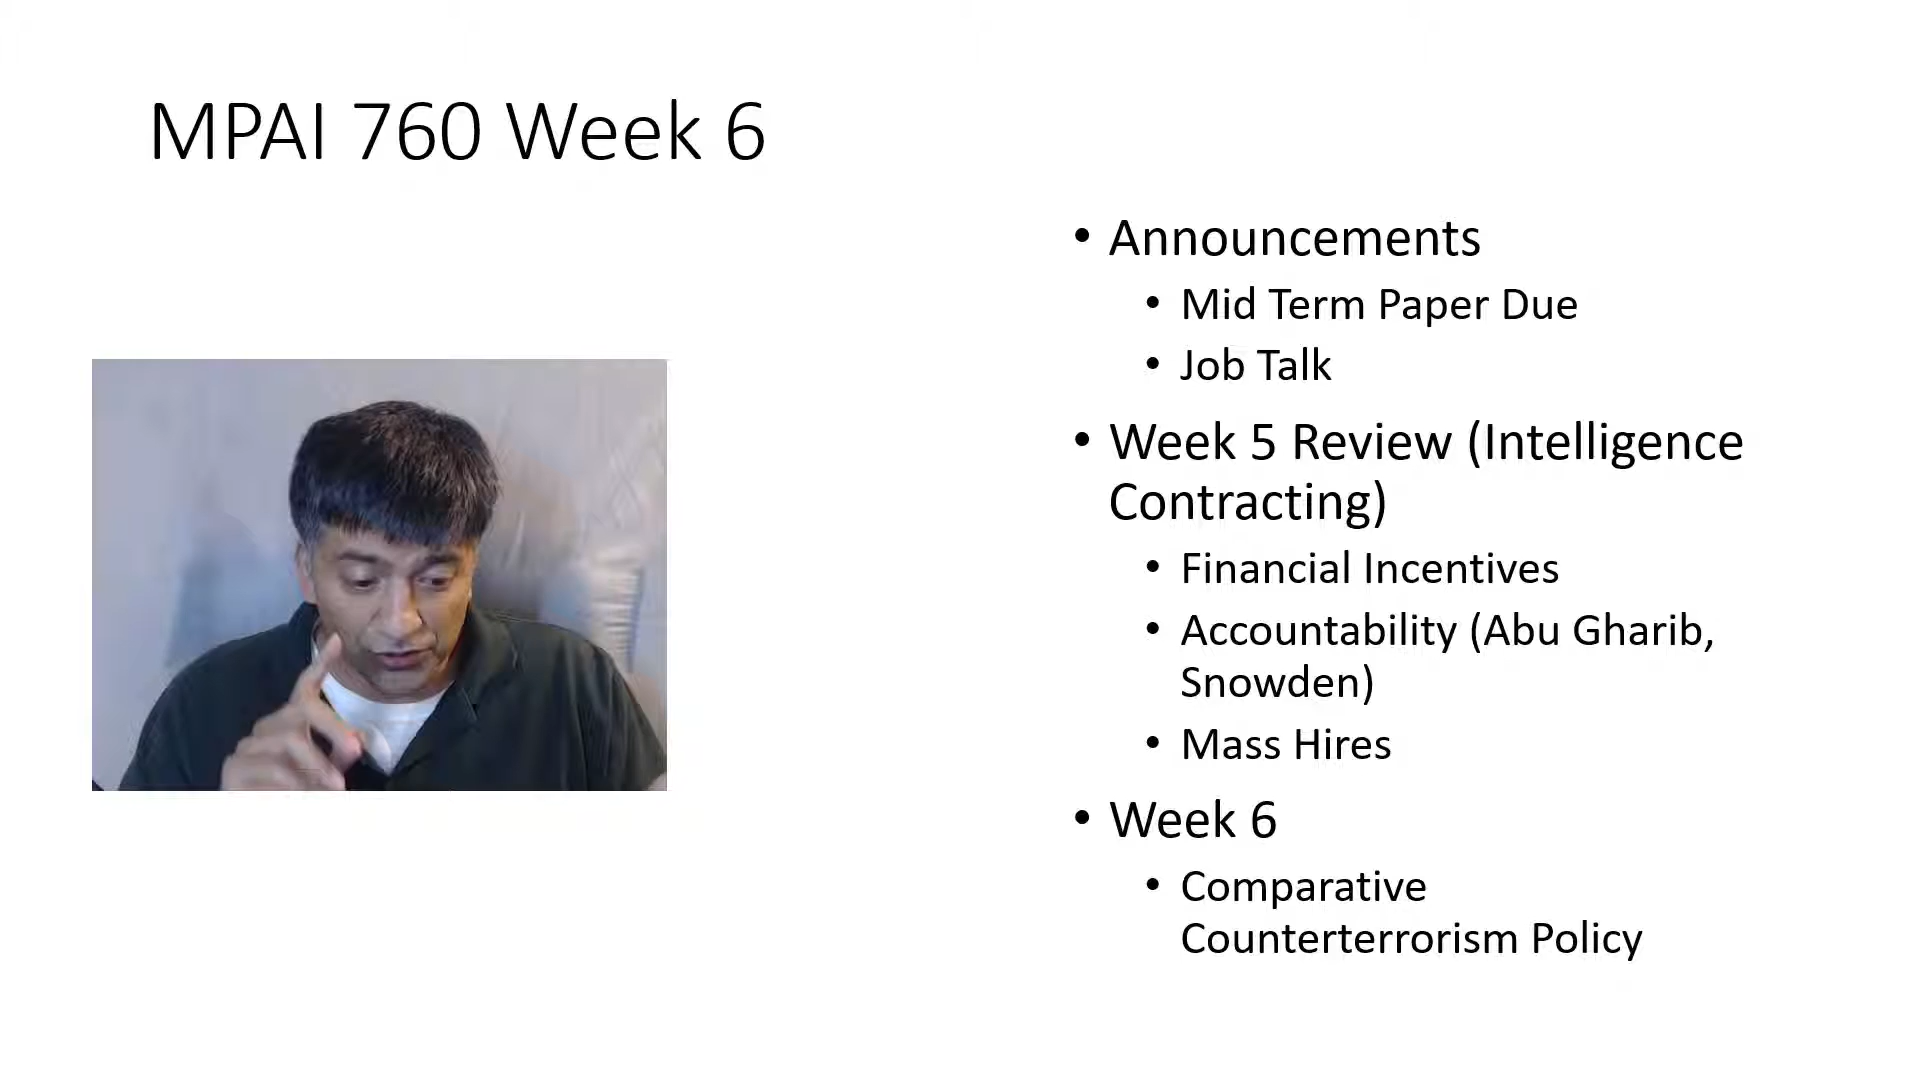 MPAI 760 Week 6
• Announcements
• Mid Term Paper Due
• Job Talk
• Week 5 Review (Intelligence
Contracting)
• Financial Incentives
• Accountability (Abu Gharib,
Snowden)
• Mass Hires
• Week 6
• Comparative
Counterterrorism Policy